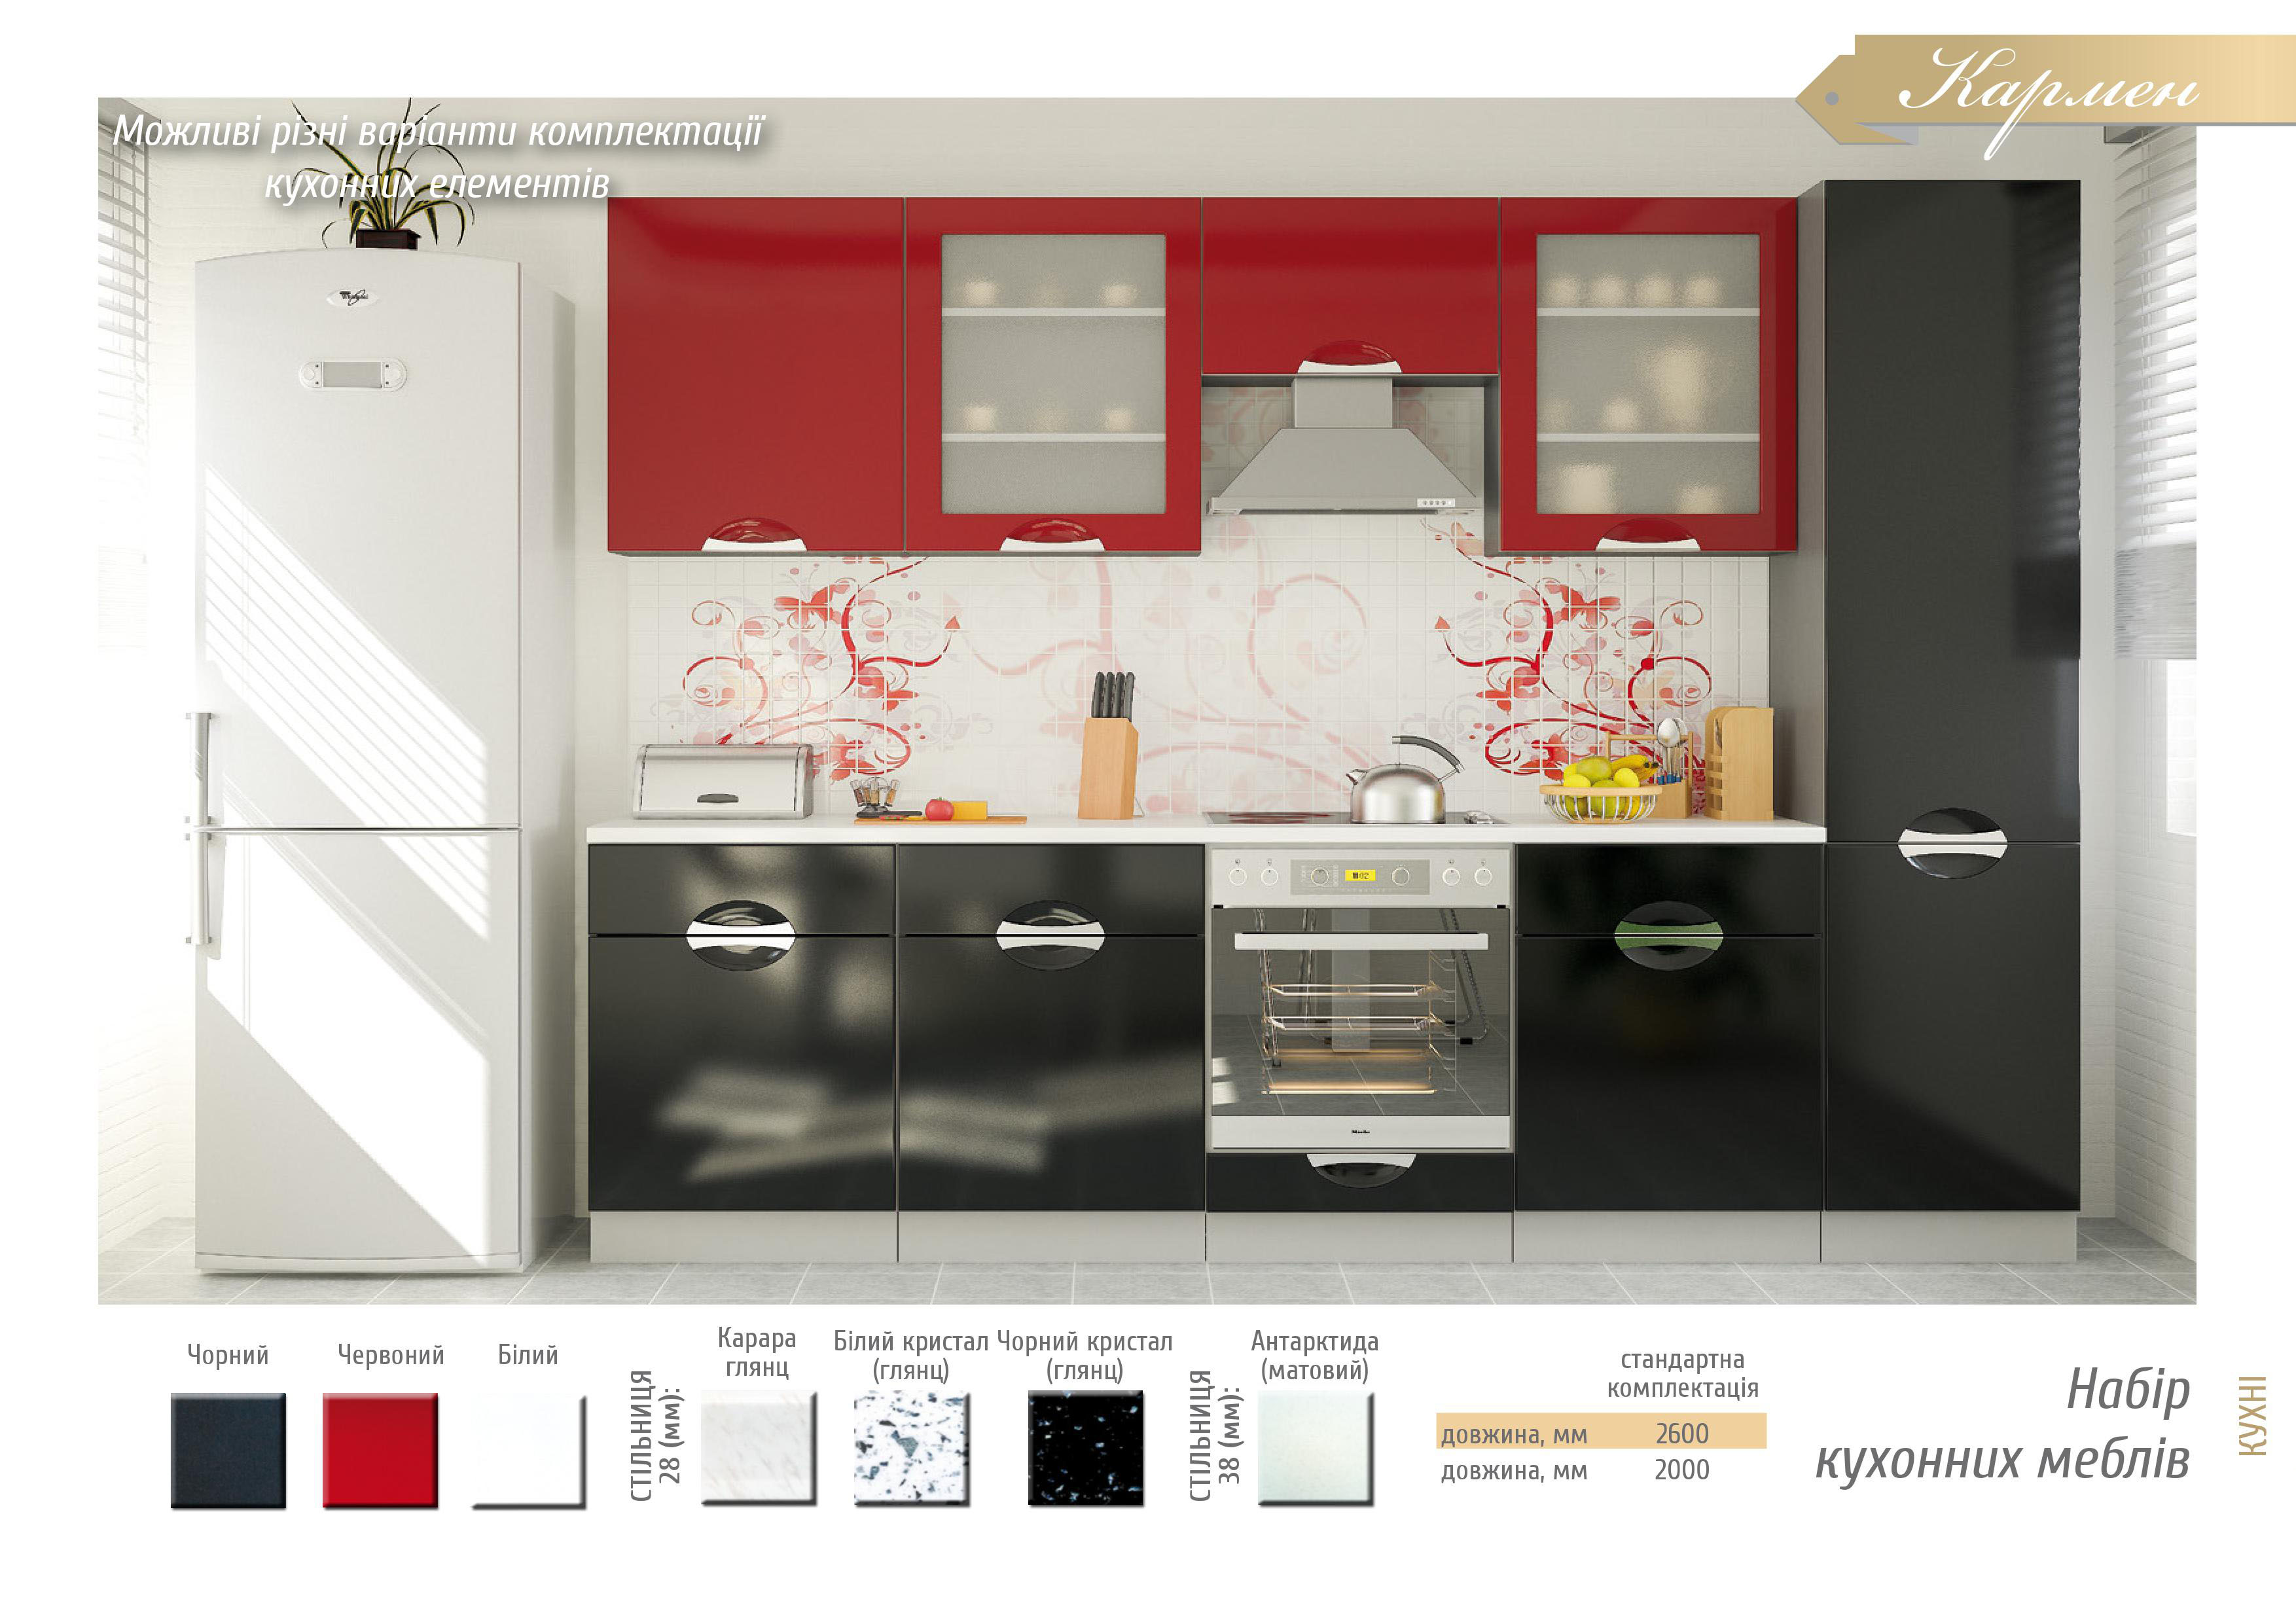 Кармен
Можливі різні варіанти комплектації
кухонних елементів
Whirlpool
Miele
Чорний
Червоний
Білий
СТІЛЬНИЦЯ
28 (мм):
Карара
глянц
Білий кристал
(глянц)
Чорний кристал
(глянц)
СТІЛЬНИЦЯ
38 (мм):
Антарктида
(матовий)
стандартна
комплектація
довжина, мм 2600
довжина, мм 2000
Набір
кухонних меблів
КУХНІ